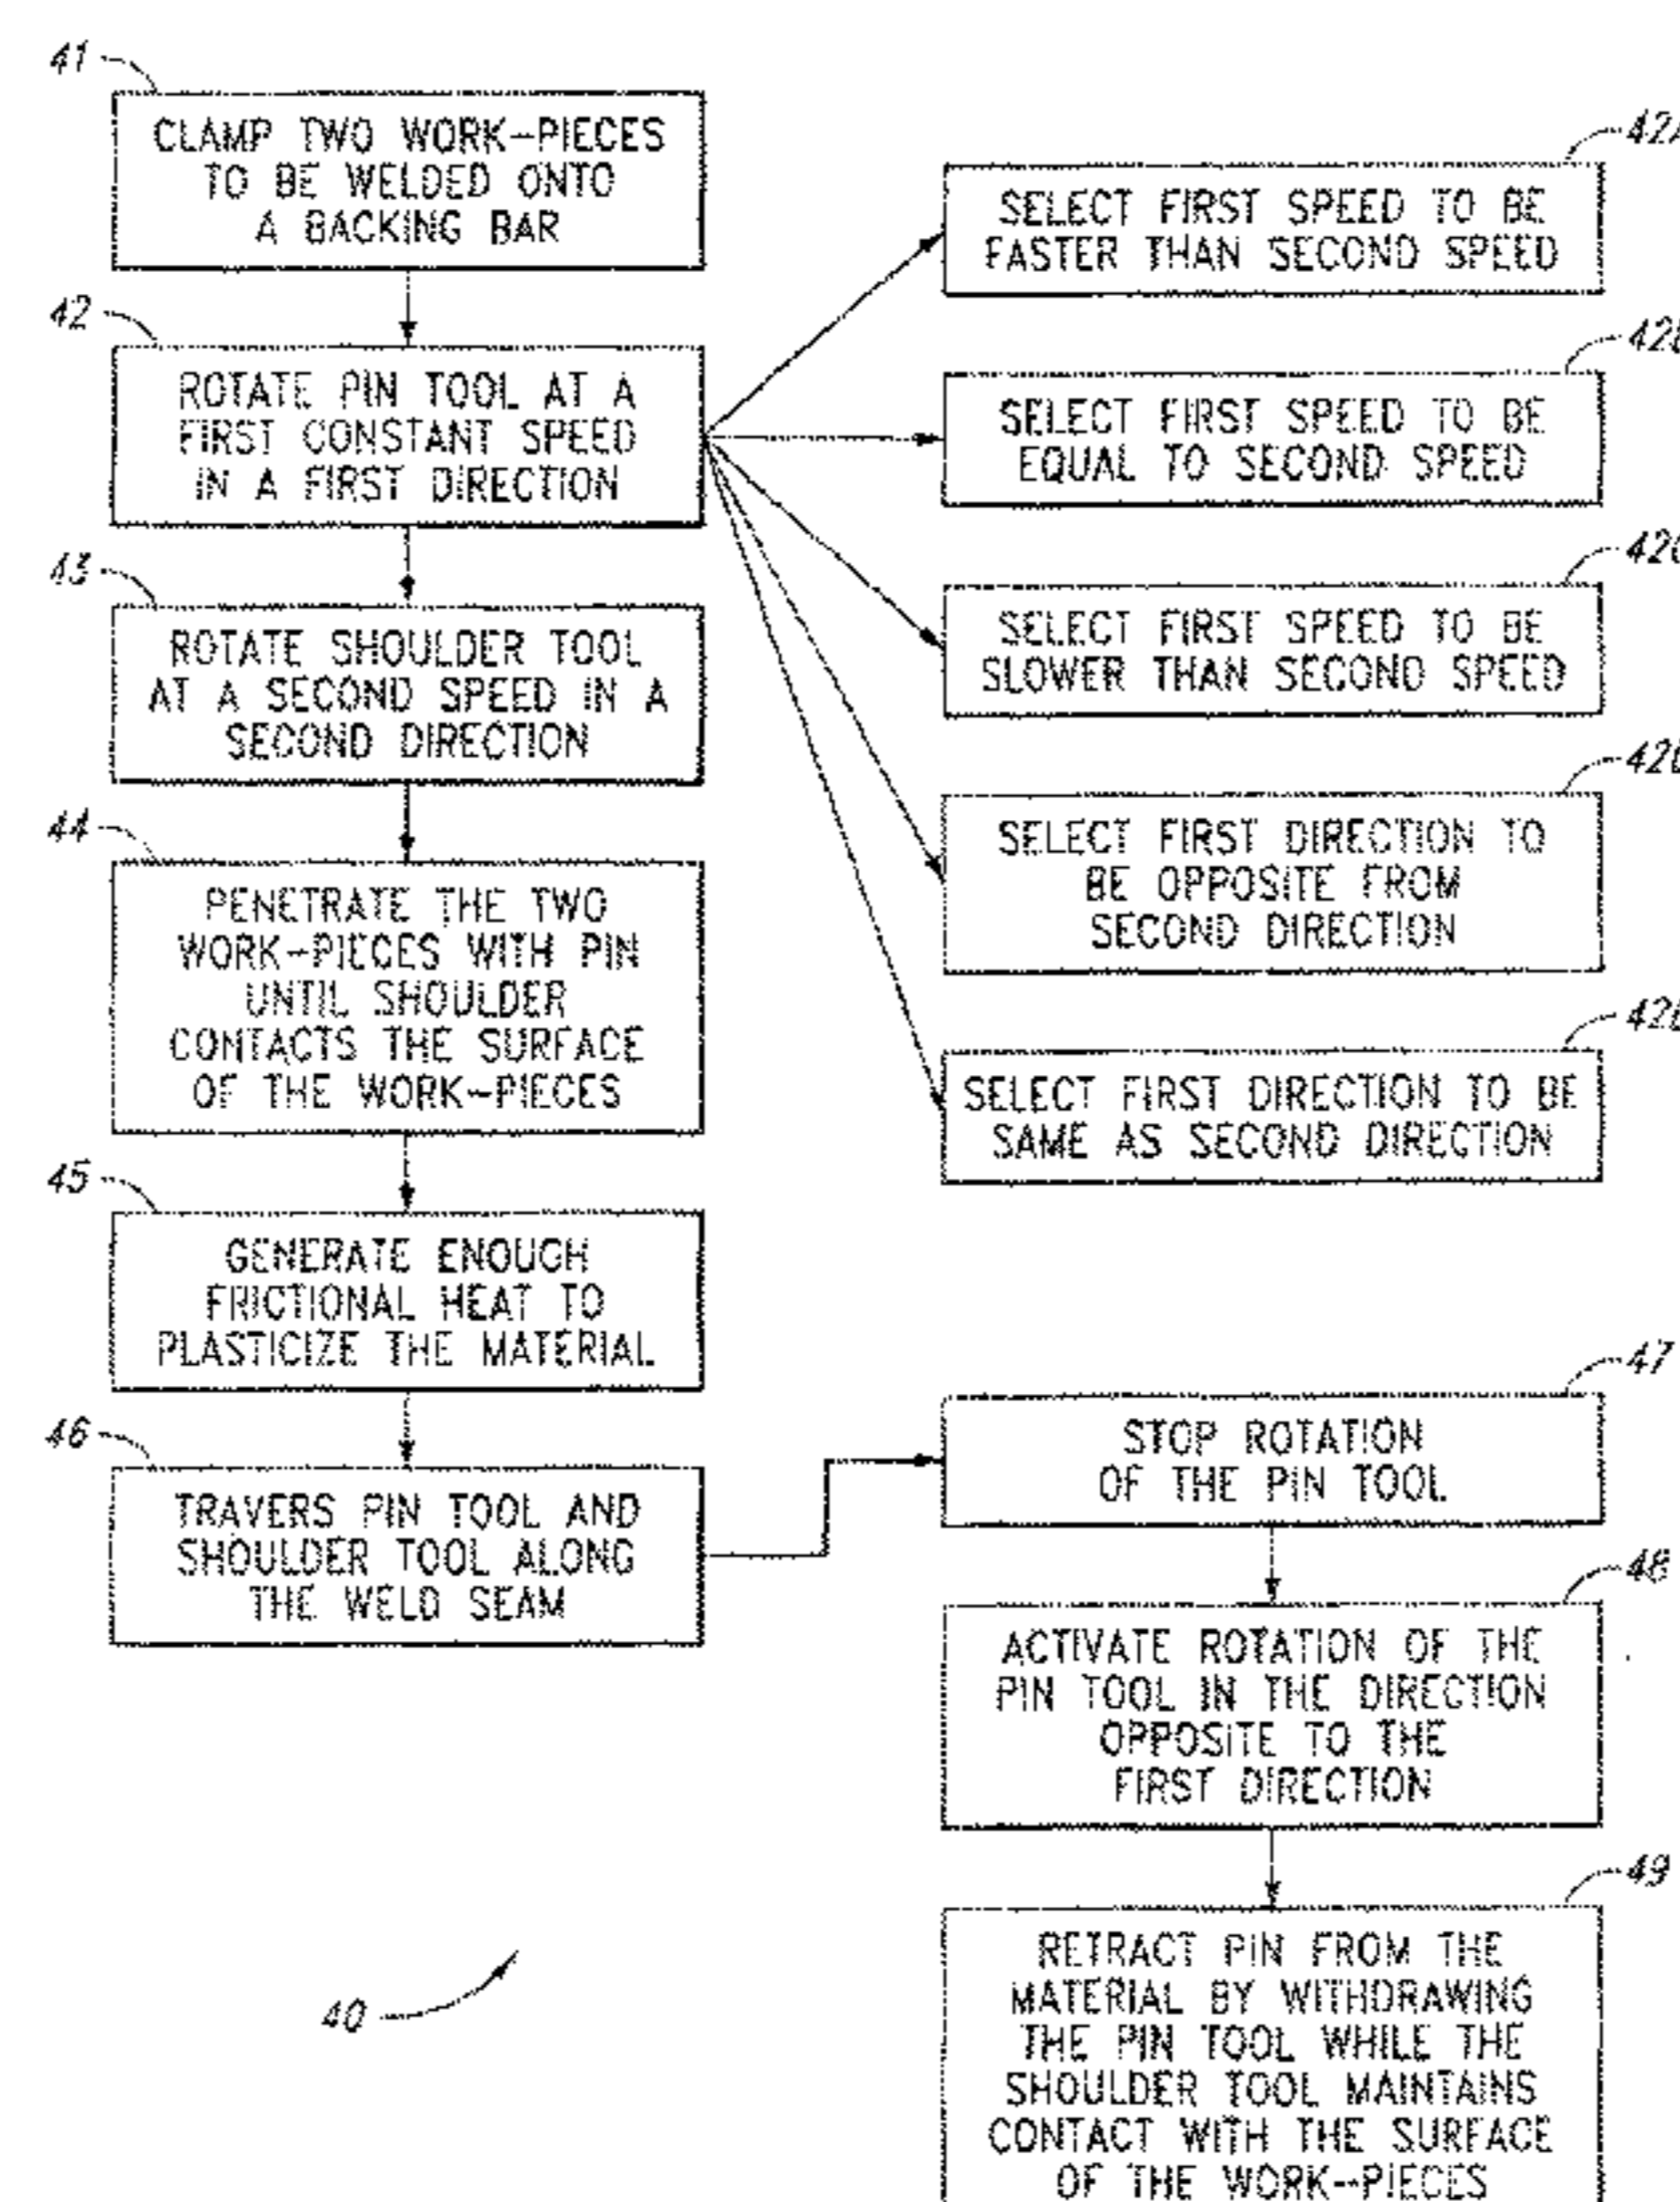 41
CLAMP TWO WORK-PIECES
TO BE WELDED ONTO
A BACKING BAR
42
ROTATE PIN TOOL AT A
FIRST CONSTANT SPEED
IN A FIRST DIRECTION
43
ROTATE SHOULDER TOOL
AT A SECOND SPEED IN A
SECOND DIRECTION
44
PENETRATE THE TWO
WORK-PIECES WITH PIN
UNTIL SHOULDER
CONTACTS THE SURFACE
OF THE WORK-PIECES
45
GENERATE ENOUGH
FRICTIONAL HEAT TO
PLASTICIZE THE MATERIAL
46
TRAVERS PIN TOOL AND
SHOULDER TOOL ALONG
THE WELD SEAM
SELECT FIRST SPEED TO BE
FASTER THAN SECOND SPEED
SELECT FIRST SPEED TO BE
EQUAL TO SECOND SPEED
SELECT FIRST SPEED TO BE
SLOWER THAN SECOND SPEED
SELECT FIRST DIRECTION TO
BE OPPOSITE FROM
SECOND DIRECTION
SELECT FIRST DIRECTION TO BE
SAME AS SECOND DIRECTION
47
STOP ROTATION
OF THE PIN TOOL
48
ACTIVATE ROTATION OF THE
PIN TOOL IN THE DIRECTION
OPPOSITE TO THE
FIRST DIRECTION
49
RETRACT PIN FROM THE
MATERIAL BY WITHDRAWING
THE PIN TOOL WHILE THE
SHOULDER TOOL MAINTAINS
CONTACT WITH THE SURFACE
OF THE WORK-PIECES
40